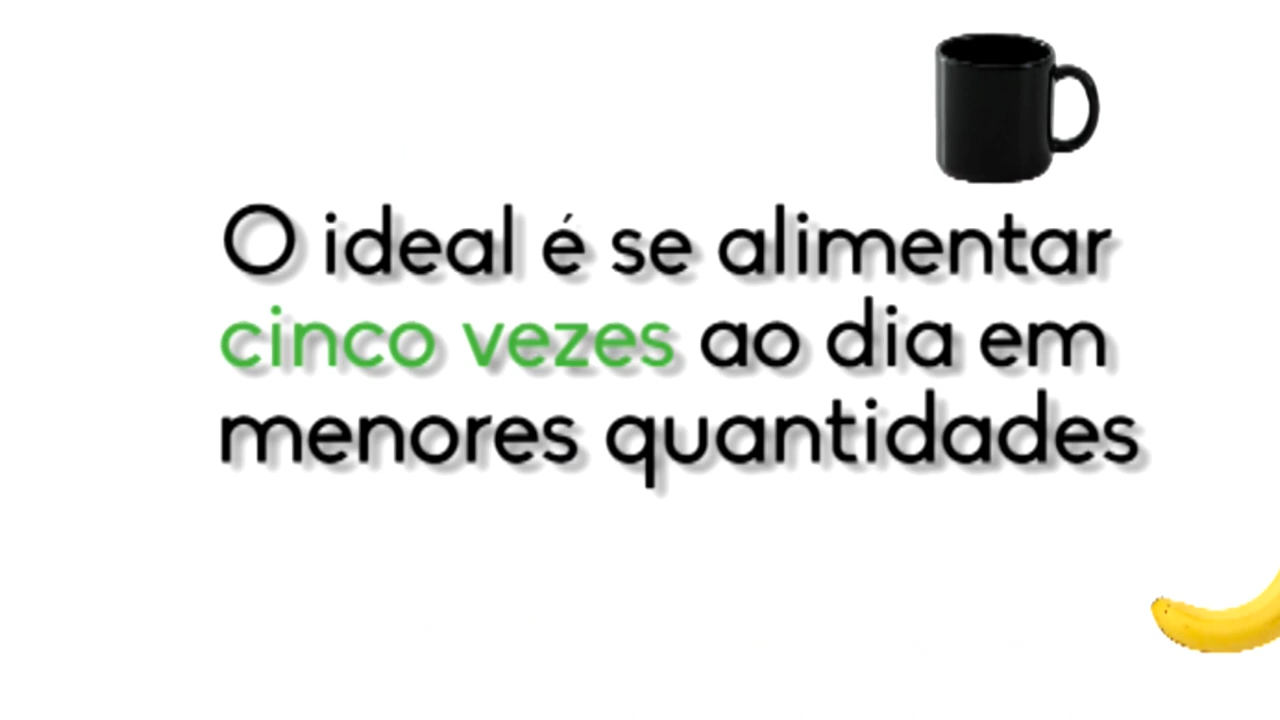 O ideal é se alimentar
cinco vezes ao dia em
menores quantidades